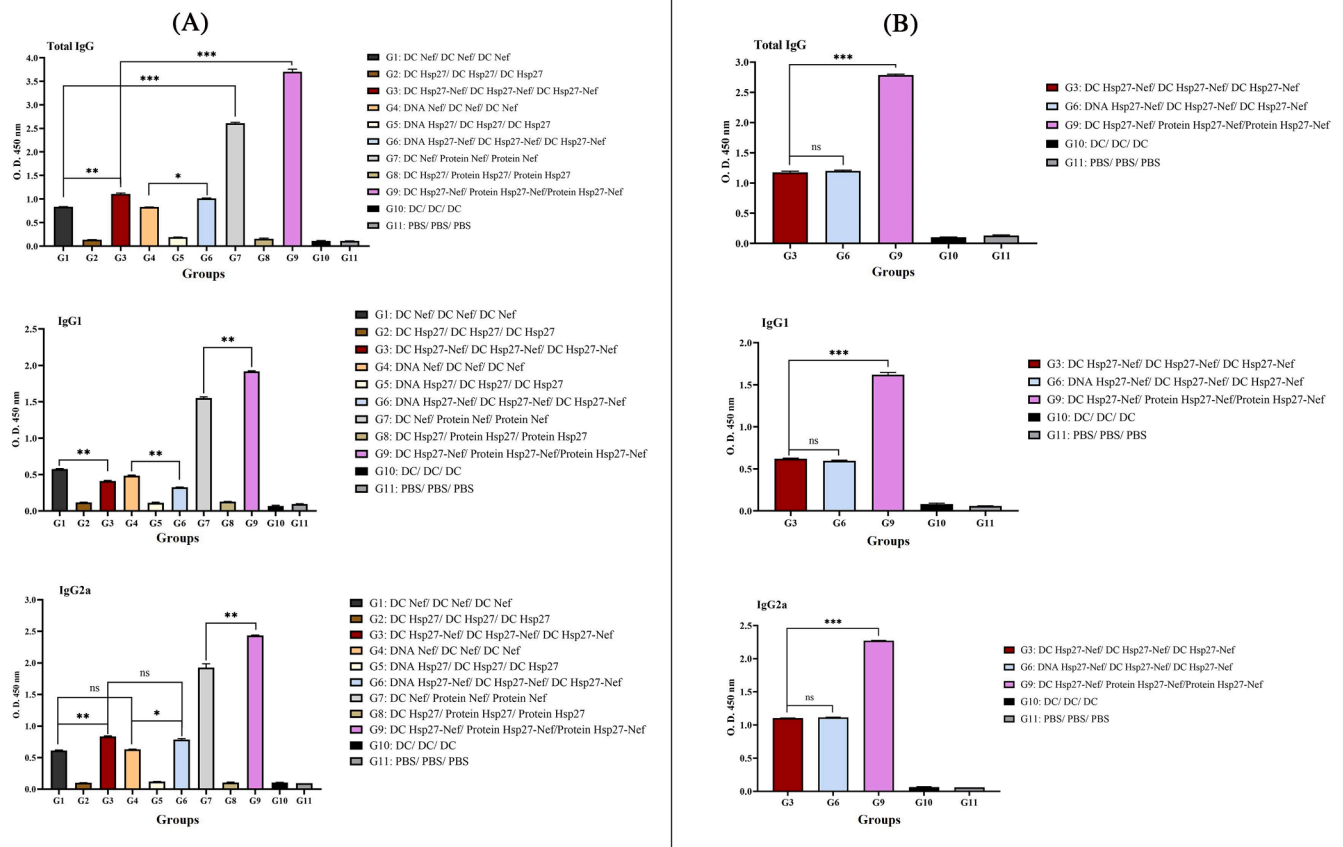 (A)
Total IgG
***
***
**
*
4.0
3.5
3.0
2.5
2.0
1.5
1.0
0.5
0.0
O. D. 450 nm
G1 G2 G3 G4 G5 G6 G7 G8 G9 G10 G11
Groups
G1: DC Nef/ DC Nef/ DC Nef
G2: DC Hsp27/ DC Hsp27/ DC Hsp27
G3: DC Hsp27-Nef/ DC Hsp27-Nef/ DC Hsp27-Nef
G4: DNA Nef/ DC Nef/ DC Nef
G5: DNA Hsp27/ DC Hsp27/ DC Hsp27
G6: DNA Hsp27-Nef/ DC Hsp27-Nef/ DC Hsp27-Nef
G7: DC Nef/ Protein Nef/ Protein Nef
G8: DC Hsp27/ Protein Hsp27/ Protein Hsp27
G9: DC Hsp27-Nef/ Protein Hsp27-Nef/Protein Hsp27-Nef
G10: DC/ DC/ DC
G11: PBS/ PBS/ PBS
IgG1
**
**
**
2.5
2.0
1.5
1.0
0.5
0.0
O. D. 450 nm
G1 G2 G3 G4 G5 G6 G7 G8 G9 G10 G11
Groups
G1: DC Nef/ DC Nef/ DC Nef
G2: DC Hsp27/ DC Hsp27/ DC Hsp27
G3: DC Hsp27-Nef/ DC Hsp27-Nef/ DC Hsp27-Nef
G4: DNA Nef/ DC Nef/ DC Nef
G5: DNA Hsp27/ DC Hsp27/ DC Hsp27
G6: DNA Hsp27-Nef/ DC Hsp27-Nef/ DC Hsp27-Nef
G7: DC Nef/ Protein Nef/ Protein Nef
G8: DC Hsp27/ Protein Hsp27/ Protein Hsp27
G9: DC Hsp27-Nef/ Protein Hsp27-Nef/Protein Hsp27-Nef
G10: DC/ DC/ DC
G11: PBS/ PBS/ PBS
IgG2a
**
ns
ns
**
*
3.0
2.5
2.0
1.5
1.0
0.5
0.0
O. D. 450 nm
G1 G2 G3 G4 G5 G6 G7 G8 G9 G10 G11
Groups
G1: DC Nef/ DC Nef/ DC Nef
G2: DC Hsp27/ DC Hsp27/ DC Hsp27
G3: DC Hsp27-Nef/ DC Hsp27-Nef/ DC Hsp27-Nef
G4: DNA Nef/ DC Nef/ DC Nef
G5: DNA Hsp27/ DC Hsp27/ DC Hsp27
G6: DNA Hsp27-Nef/ DC Hsp27-Nef/ DC Hsp27-Nef
G7: DC Nef/ Protein Nef/ Protein Nef
G8: DC Hsp27/ Protein Hsp27/ Protein Hsp27
G9: DC Hsp27-Nef/ Protein Hsp27-Nef/Protein Hsp27-Nef
G10: DC/ DC/ DC
G11: PBS/ PBS/ PBS
(B)
Total IgG
***
ns
3.0
2.5
2.0
1.5
1.0
0.5
0.0
O. D. 450 nm
G3 G6 G9 G10 G11
Groups
G3: DC Hsp27-Nef/ DC Hsp27-Nef/ DC Hsp27-Nef
G6: DNA Hsp27-Nef/ DC Hsp27-Nef/ DC Hsp27-Nef
G9: DC Hsp27-Nef/ Protein Hsp27-Nef/Protein Hsp27-Nef
G10: DC/ DC/ DC
G11: PBS/ PBS/ PBS
IgG1
***
ns
2.0
1.5
1.0
0.5
0.0
O. D. 450 nm
G3 G6 G9 G10 G11
Groups
G3: DC Hsp27-Nef/ DC Hsp27-Nef/ DC Hsp27-Nef
G6: DNA Hsp27-Nef/ DC Hsp27-Nef/ DC Hsp27-Nef
G9: DC Hsp27-Nef/ Protein Hsp27-Nef/Protein Hsp27-Nef
G10: DC/ DC/ DC
G11: PBS/ PBS/ PBS
IgG2a
***
ns
2.5
2.0
1.5
1.0
0.5
0.0
O. D. 450 nm
G3 G6 G9 G10 G11
Groups
G3: DC Hsp27-Nef/ DC Hsp27-Nef/ DC Hsp27-Nef
G6: DNA Hsp27-Nef/ DC Hsp27-Nef/ DC Hsp27-Nef
G9: DC Hsp27-Nef/ Protein Hsp27-Nef/Protein Hsp27-Nef
G10: DC/ DC/ DC
G11: PBS/ PBS/ PBS